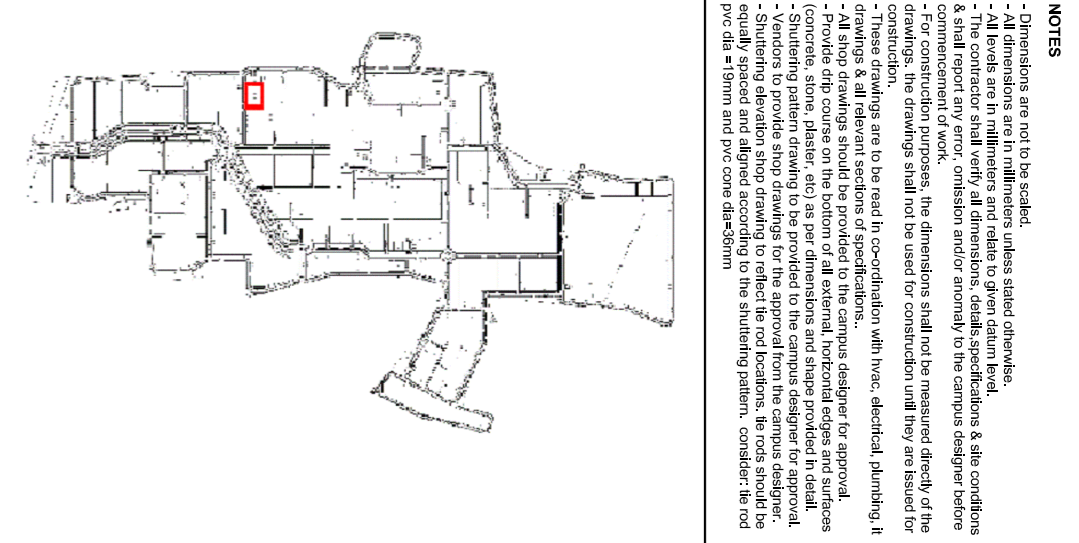 NOTES
- Dimensions are not to be scaled.
- All dimensions are in millimeters unless stated otherwise.
- All levels are in millimeters and relate to given datum level.
- The contractor shall verify all dimensions, details,specifications & site conditions
& shall report any error, omission and/or anomaly to the campus designer before
commencement of work.
- For construction purposes, the dimensions shall not be measured directly of the
drawings. the drawings shall not be used for construction until they are issued for
construction.
- These drawings are to be read in co-ordination with hvac, electrical, plumbing, it
drawings & all relevant sections of specifications..
- All shop drawings should be provided to the campus designer for approval.
- Provide drip course on the bottom of all external, horizontal edges and surfaces
(concrete, stone, plaster, etc) as per dimensions and shape provided in detail.
- Shuttering pattern drawing to be provided to the campus designer for approval.
- Vendors to provide shop drawings for the approval from the campus designer.
- Shuttering elevation shop drawing to reflect tie rod locations. tie rods should be
equally spaced and aligned according to the shuttering pattern. consider: tie rod
pvc dia =19mm and pvc cone dia=36mm